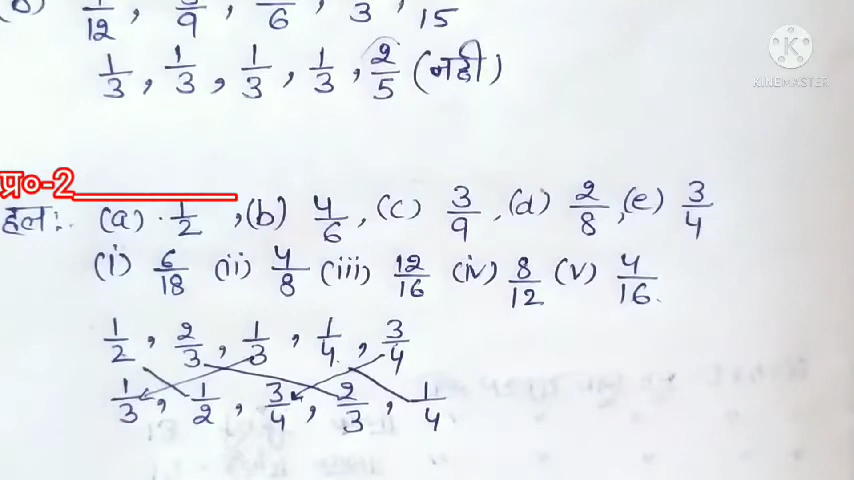 12, 9, 6, 3, 15
1/3, 1/3, 1/3, 1/3, 2/5 (नही)
KINEMASTER
प्र०-2
हलः. (a) · 1/2, (b) 4/6, (c) 3/9, (d) 2/8, (e) 3/4
(i) 6/18 (ii) 4/8 (iii) 12/16 (iv) 8/12 (v) 4/16.
1/2, 2/3, 1/3, 1/4, 3/4
1/3, 1/2, 3/4, 2/3, 1/4